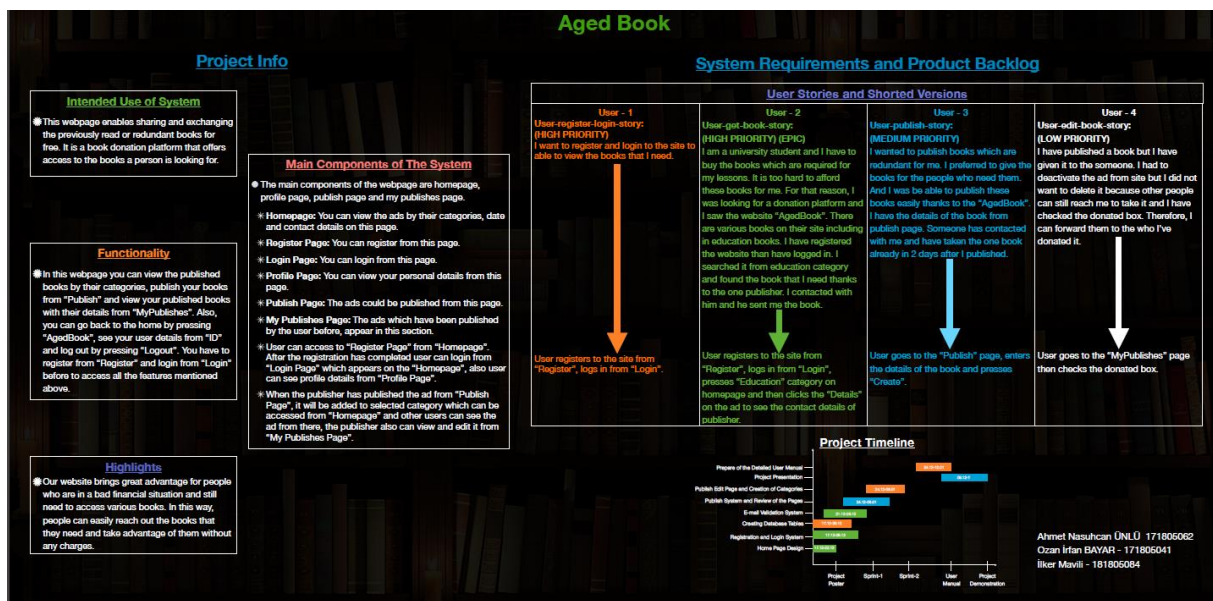 Aged Book
Project Info
Intended Use of System
This webpage enables sharing and exchanging
the previously read or redundant books for
free. It is a book donation platform that offers
access to the books a person is looking for.
Functionality
In this webpage you can view the published
books by their categories, publish your books
from "Publish" and view your published books
with their details from "MyPublishes". Also,
you can go back to the home by pressing
"AgedBook", see your user details from "ID"
and log out by pressing "Logout". You have to
register from "Register" and login from "Login"
before to access all the features mentioned
above.
Highlights
Our website brings great advantage for people
who are in a bad financial situation and still
need to access various books. In this way,
people can easily reach out the books that
they need and take advantage of them without
any charges.
Main Components of The System
The main components of the webpage are homepage,
profile page, publish page and my publishes page.
Homepage: You can view the ads by their categories, date
and contact details on this page.
Register Page: You can register from this page.
Login Page: You can login from this page.
Profile Page: You can view your personal details from this
page.
Publish Page: The ads could be published from this page.
My Publishes Page: The ads which have been published
by the user before, appear in this section.
User can access to "Register Page" from "Homepage".
After the registration has completed user can login from
"Login Page" which appears on the "Homepage", also user
can see profile details from "Profile Page".
When the publisher has published the ad from "Publish
Page", it will be added to selected category which can be
accessed from "Homepage" and other users can see the
ad from there, the publisher also can view and edit it from
"My Publishes Page".
System Requirements and Product Backlog
User Stories and Shorted Versions
User - 1
User-register-login-story:
(HIGH PRIORITY)
I want to register and login to the site to
able to view the books that I need.
User registers to the site from
"Register", logs in from "Login".
User - 2
User-get-book-story:
(HIGH PRIORITY) (EPIC)
I am a university student and I have to
buy the books which are required for
my lessons. It is too hard to afford
these books for me. For that reason, I
was looking for a donation platform and
I saw the website "AgedBook". There
are various books on their site including
in education books. I have registered
the website than have logged in. I
searched it from education category
and found the book that I need thanks
to the one publisher. I contacted with
him and he sent me the book.
User registers to the site from
"Register", logs in from "Login",
presses "Education" category on
homepage and then clicks the "Details"
on the ad to see the contact details of
publisher.
User - 3
User-publish-story:
(MEDIUM PRIORITY)
I wanted to publish books which are
redundant for me. I preferred to give the
books for the people who need them.
And I was be able to publish these
books easily thanks to the "AgedBook".
I have the details of the book from
publish page. Someone has contacted
with me and have taken the one book
already in 2 days after I published.
User goes to the "Publish" page, enters
the details of the book and presses
"Create".
User - 4
User-edit-book-story:
(LOW PRIORITY)
I have published a book but I have
given it to the someone. I had to
deactivate the ad from site but I did not
want to delete it because other people
can still reach me to take it and I have
checked the donated box. Therefore, I
can forward them to the who I've
donated it.
User goes to the "MyPublishes" page
then checks the donated box.
Project Timeline
Prepare of the Detailed User Manual
Project Presentation
Publish Edit Page and Creation of Categories
Publish System and Review of the Pages
E-mail Validation System
Creating Database Tables
Registration and Login System
Home Page Design
Project
Poster
Sprint-1
Sprint-2
User
Manual
Project
Demonstration
Ahmet Nasuhcan ÜNLÜ 171805062
Ozan İrfan BAYAR - 171805041
İlker Mavili - 181805084